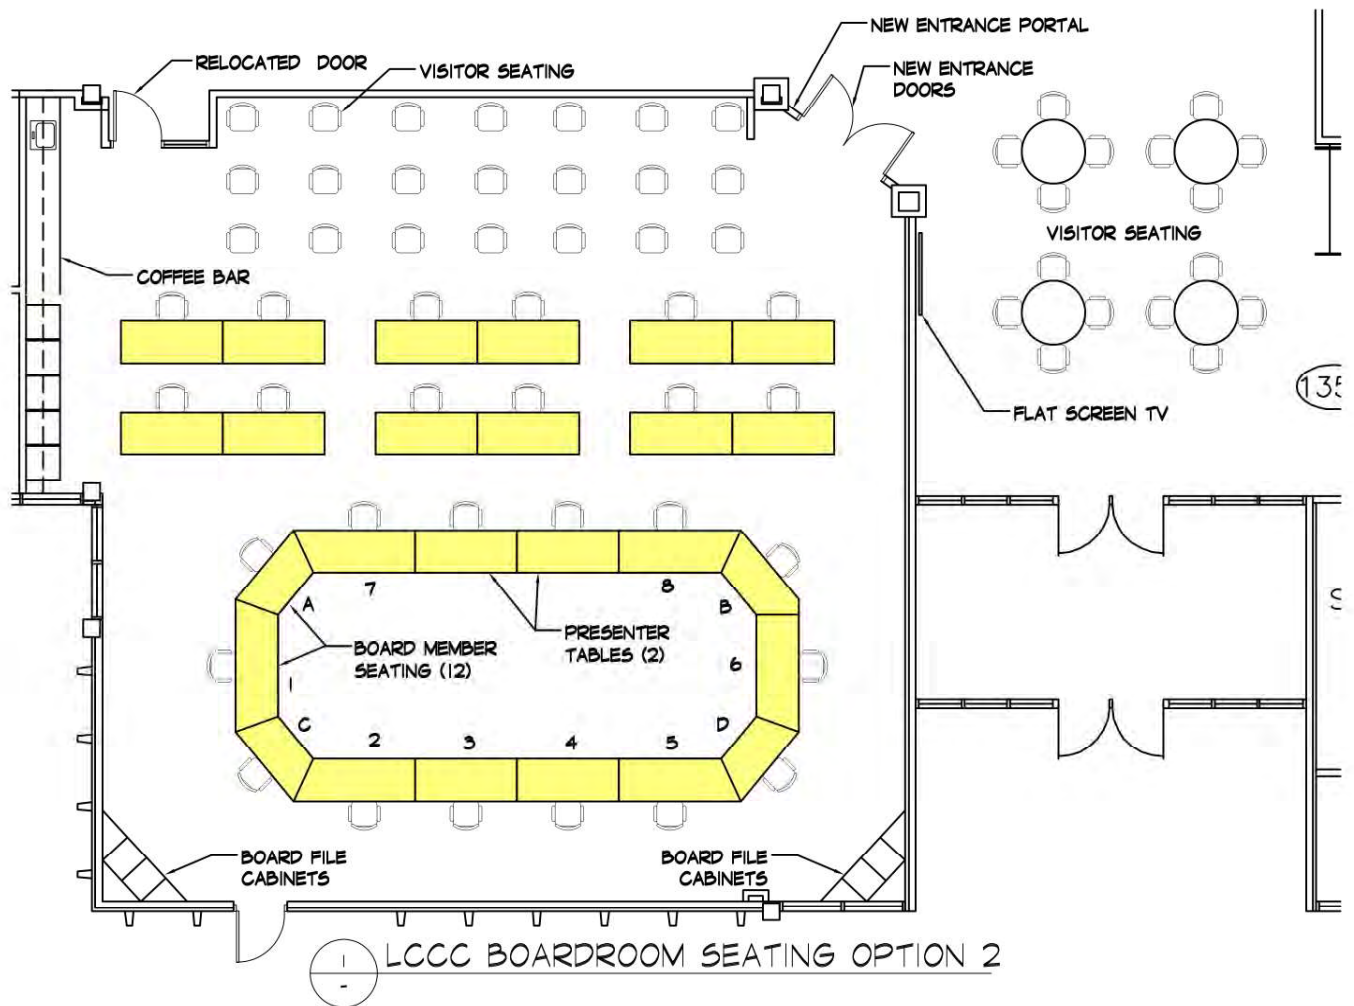 NEW ENTRANCE PORTAL
RELOCATED DOOR
VISITOR SEATING
NEW ENTRANCE
DOORS
VISITOR SEATING
COFFEE BAR
FLAT SCREEN TV
135
7
8
A
B
PRESENTER
TABLES (2)
BOARD MEMBER
SEATING (12)
6
1
C
D
2
3
4
5
S
BOARD FILE
CABINETS
BOARD FILE
CABINETS
1
-
LCCC BOARDROOM SEATING OPTION 2